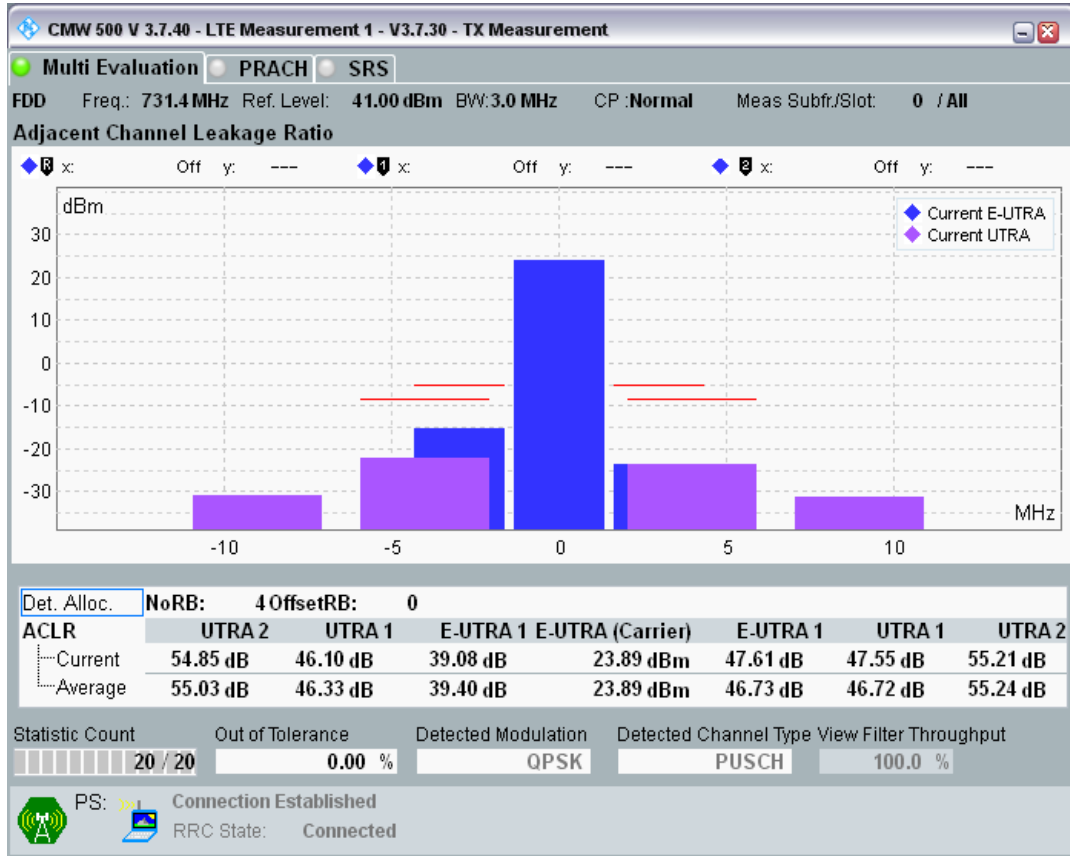 CMW 500 V 3.7.40 - LTE Measurement 1 - V3.7.30 - TX Measurement
Multi Evaluation PRACH SRS
FDD Freq.: 731.4 MHz Ref. Level: 41.00 dBm BW: 3.0 MHz CP :Normal Meas Subfr./Slot: 0 / All
Adjacent Channel Leakage Ratio
R x: Off y: --- 1 x: Off y: --- 2 x: Off y: ---
dBm
Current E-UTRA
Current UTRA
30
20
10
0
-10
-20
-30
MHz
-10 -5 0 5 10
Det. Alloc. NoRB: 4 OffsetRB: 0
ACLR UTRA 2 UTRA 1 E-UTRA 1 E-UTRA (Carrier) E-UTRA 1 UTRA 1 UTRA 2
Current 54.85 dB 46.10 dB 39.08 dB 23.89 dBm 47.61 dB 47.55 dB 55.21 dB
Average 55.03 dB 46.33 dB 39.40 dB 23.89 dBm 46.73 dB 46.72 dB 55.24 dB
Statistic Count Out of Tolerance Detected Modulation Detected Channel Type View Filter Throughput
20 / 20 0.00 % QPSK PUSCH 100.0 %
PS: Connection Established
RRC State: Connected